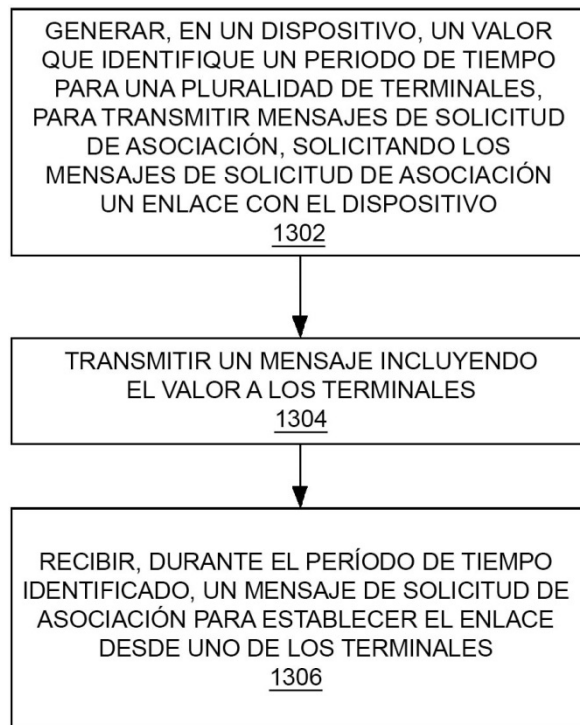 GENERAR, EN UN DISPOSITIVO, UN VALOR
QUE IDENTIFIQUE UN PERIODO DE TIEMPO
PARA UNA PLURALIDAD DE TERMINALES,
PARA TRANSMITIR MENSAJES DE SOLICITUD
DE ASOCIACIÓN, SOLICITANDO LOS
MENSAJES DE SOLICITUD DE ASOCIACIÓN
UN ENLACE CON EL DISPOSITIVO
1302
TRANSMITIR UN MENSAJE INCLUYENDO
EL VALOR A LOS TERMINALES
1304
RECIBIR, DURANTE EL PERÍODO DE TIEMPO
IDENTIFICADO, UN MENSAJE DE SOLICITUD DE
ASOCIACIÓN PARA ESTABLECER EL ENLACE
DESDE UNO DE LOS TERMINALES
1306